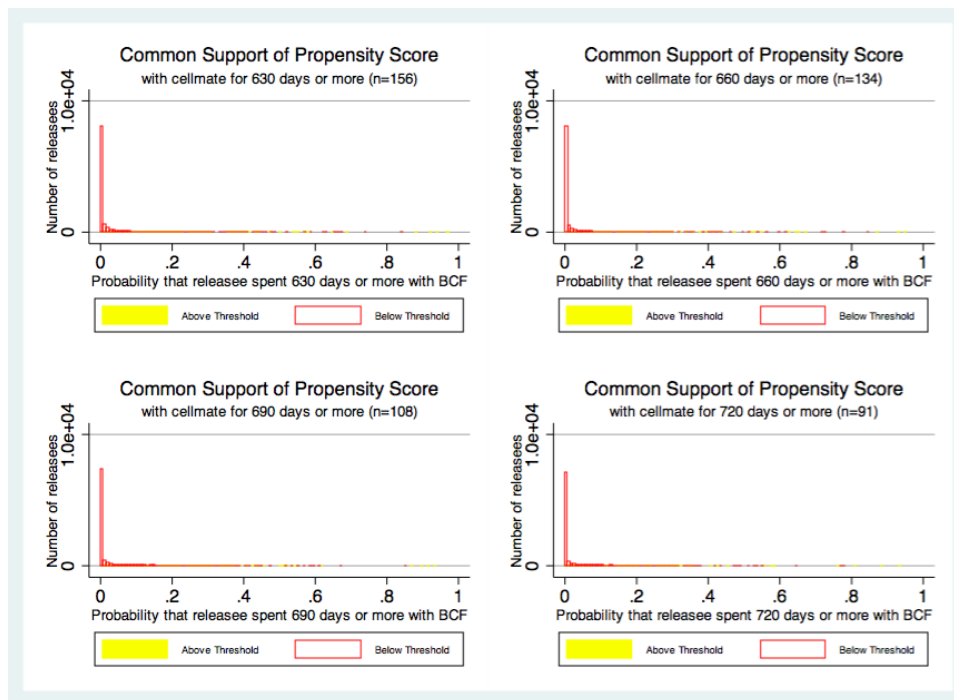 Common Support of Propensity Score
with cellmate for 630 days or more (n=156)
Number of releasees
1.0e+04
0
0 .2 .4 .6 .8 1
Probability that releasee spent 630 days or more with BCF
Above Threshold Below Threshold
Common Support of Propensity Score
with cellmate for 660 days or more (n=134)
Number of releasees
1.0e+04
0
0 .2 .4 .6 .8 1
Probability that releasee spent 660 days or more with BCF
Above Threshold Below Threshold
Common Support of Propensity Score
with cellmate for 690 days or more (n=108)
Number of releasees
1.0e+04
0
0 .2 .4 .6 .8 1
Probability that releasee spent 690 days or more with BCF
Above Threshold Below Threshold
Common Support of Propensity Score
with cellmate for 720 days or more (n=91)
Number of releasees
1.0e+04
0
0 .2 .4 .6 .8 1
Probability that releasee spent 720 days or more with BCF
Above Threshold Below Threshold